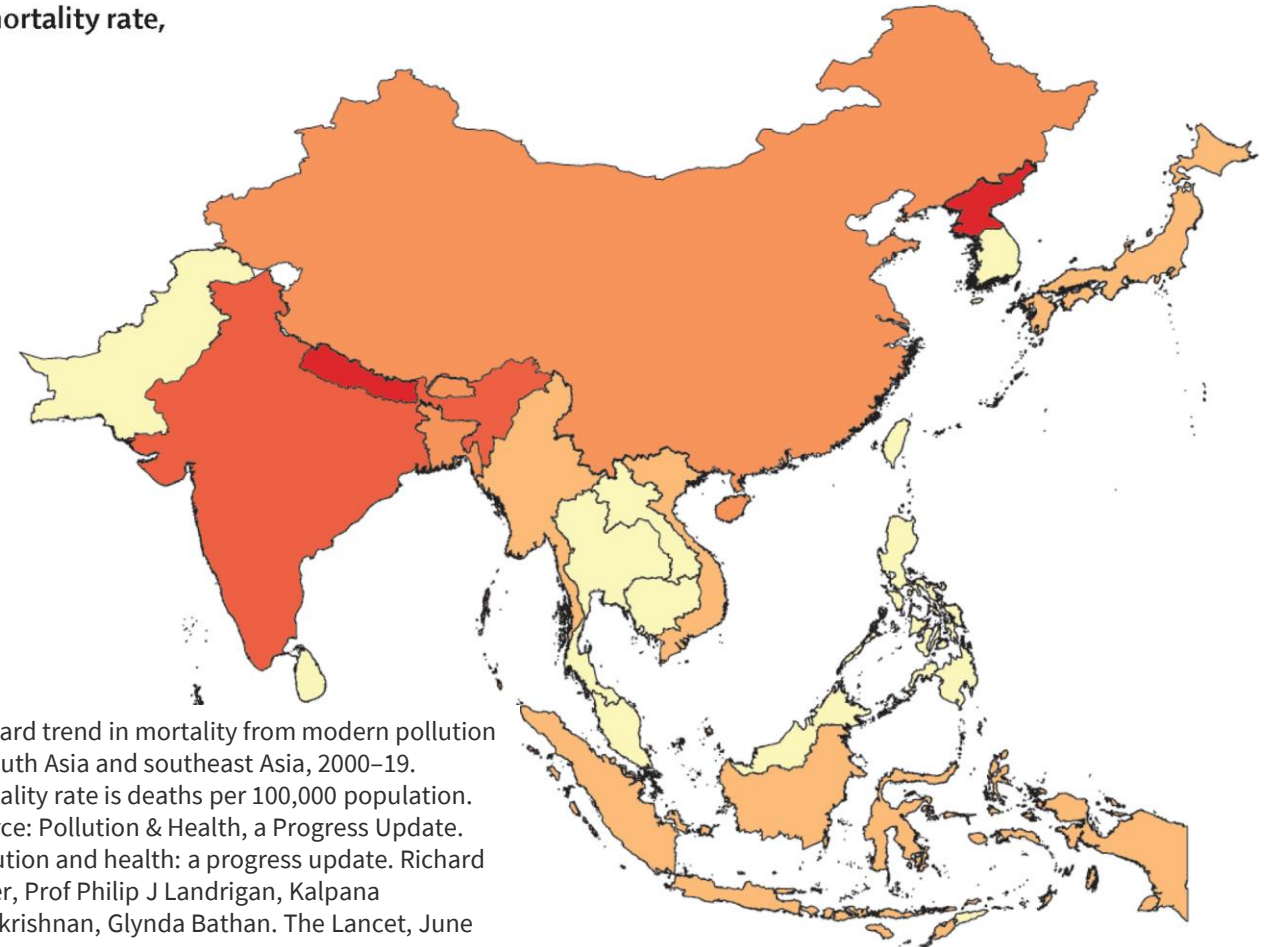 mortality rate,
ard trend in mortality from modern pollution
uth Asia and southeast Asia, 2000–19.
ality rate is deaths per 100,000 population.
rce: Pollution & Health, a Progress Update.
ution and health: a progress update. Richard
er, Prof Philip J Landrigan, Kalpana
krishnan, Glynda Bathan. The Lancet, June